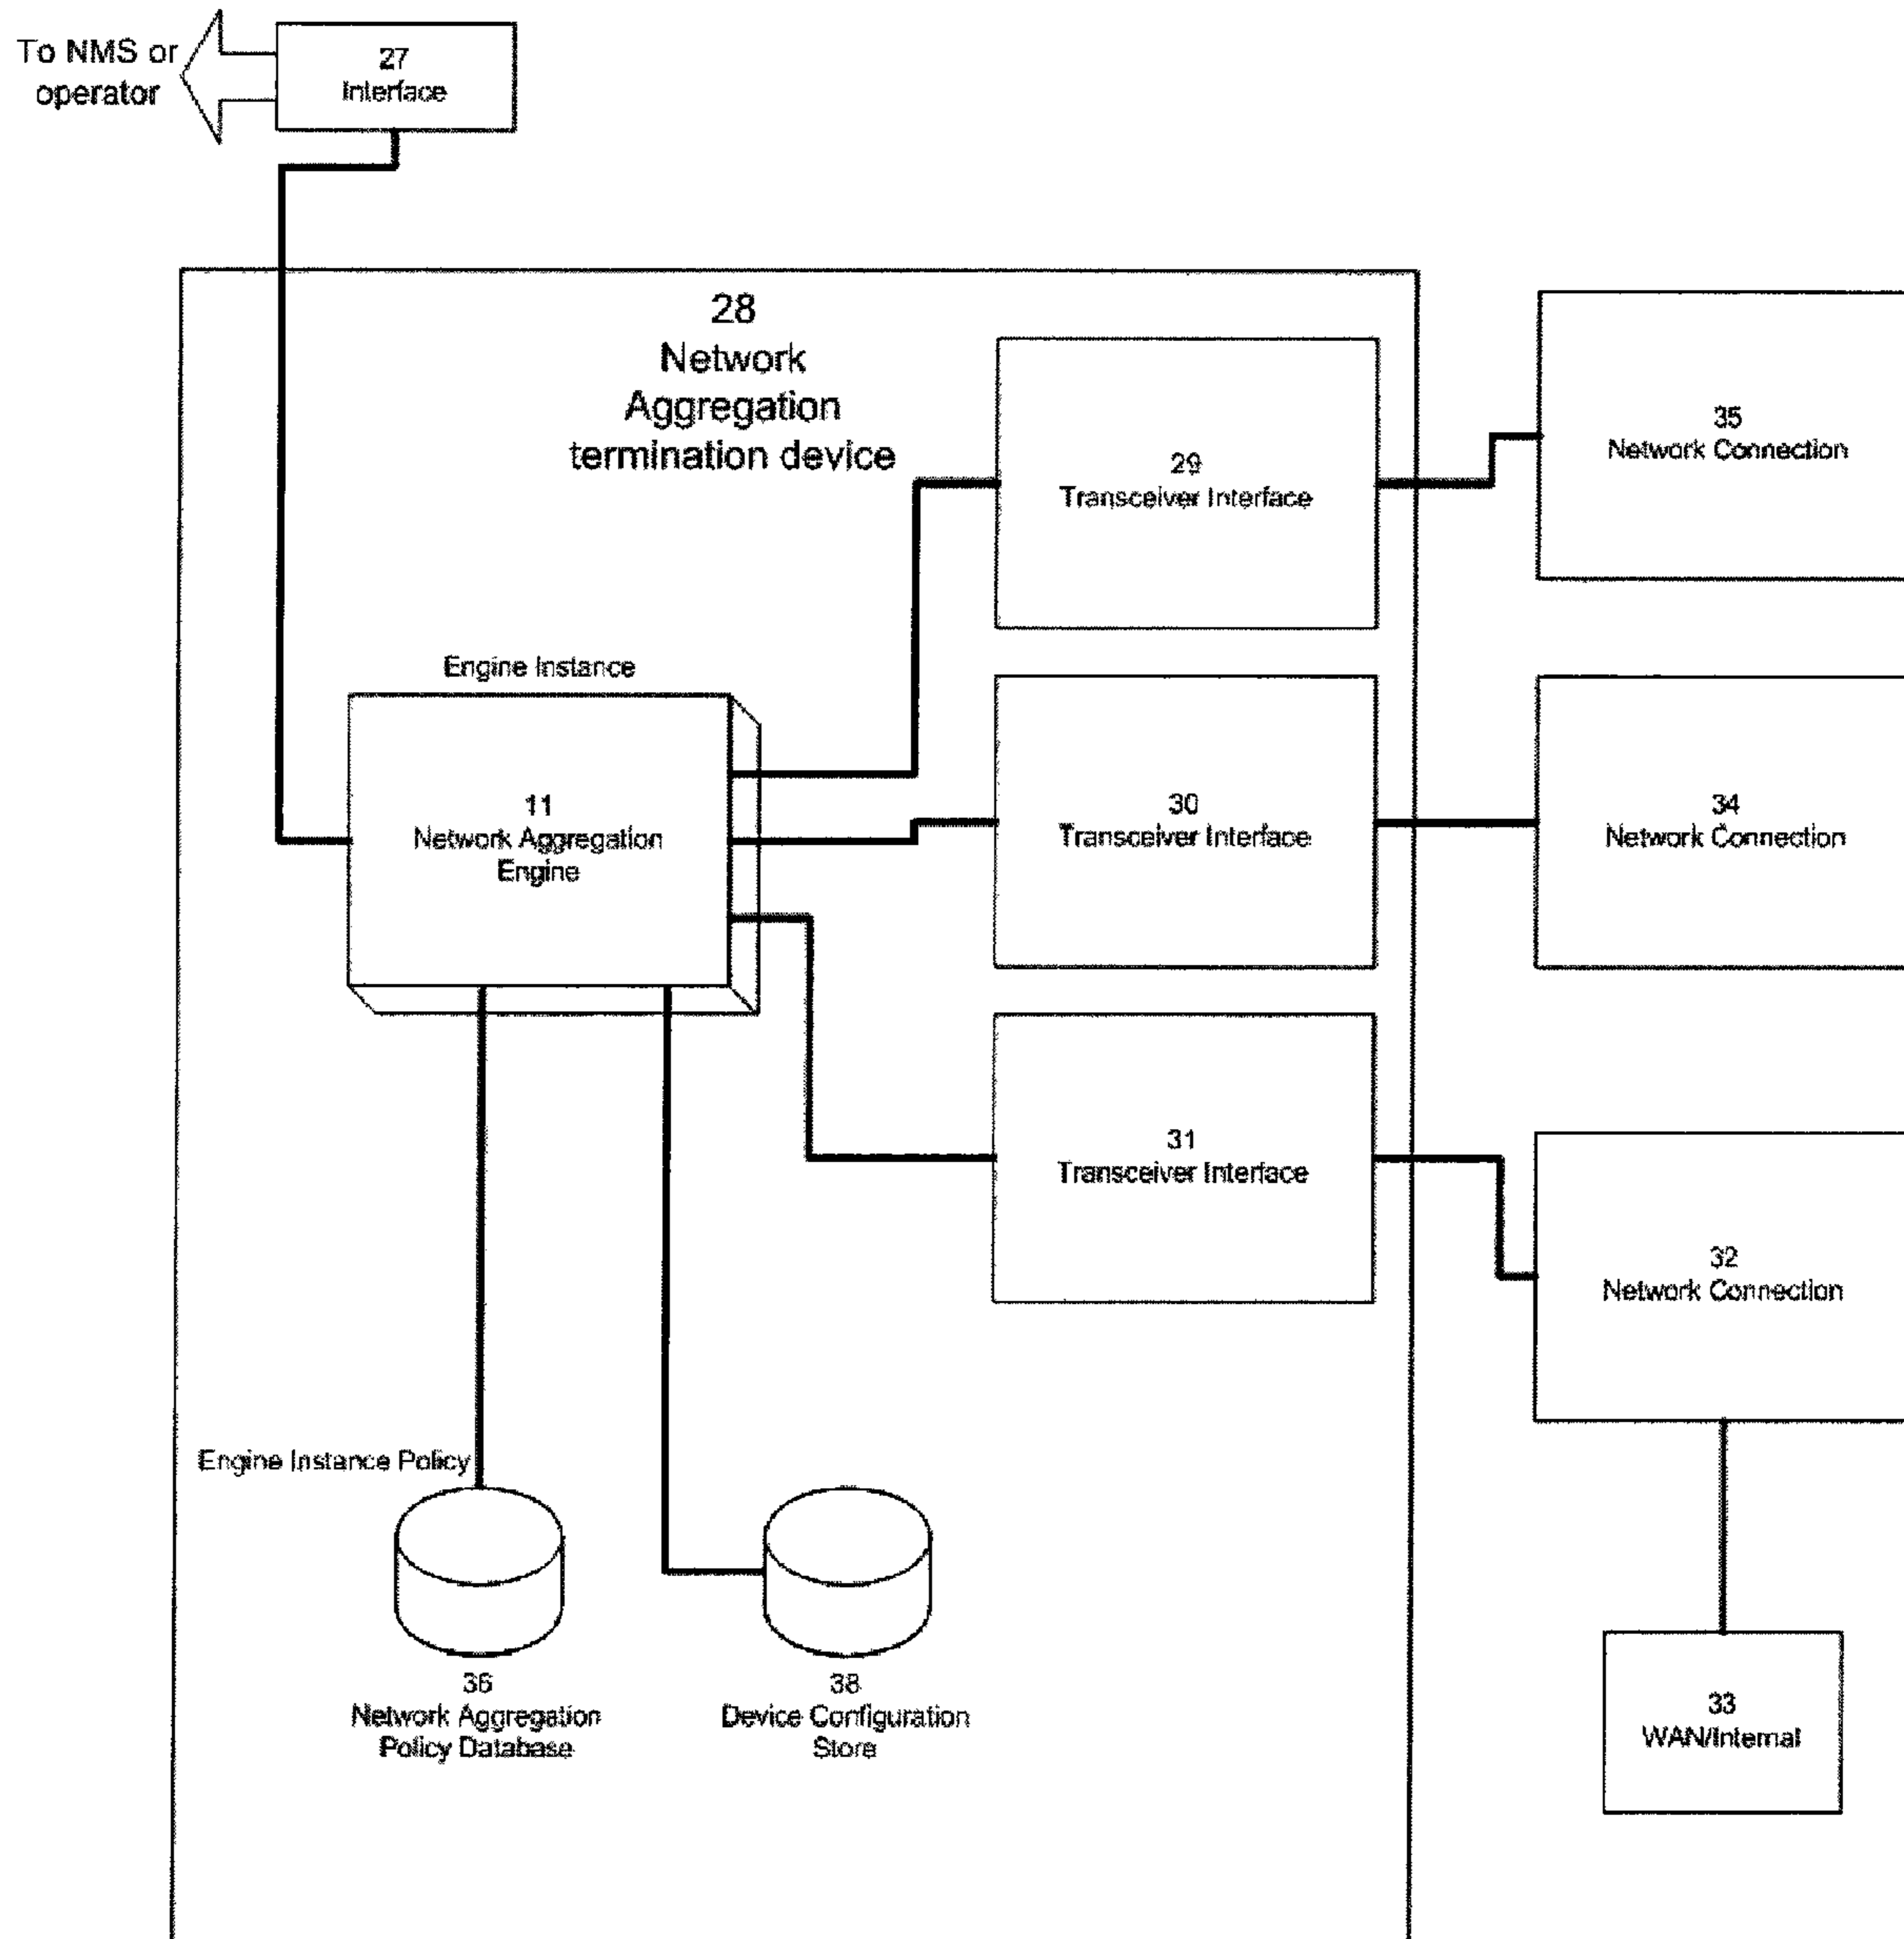 To NMS or
operator
27
Interface
28
Network
Aggregation
termination device
29
Transceiver Interface
35
Network Connection
Engine Instance
11
Network Aggregation
Engine
30
Transceiver Interface
34
Network Connection
31
Transceiver Interface
32
Network Connection
Engine Instance Policy
36
Network Aggregation
Policy Database
38
Device Configuration
Store
33
WAN/Internal